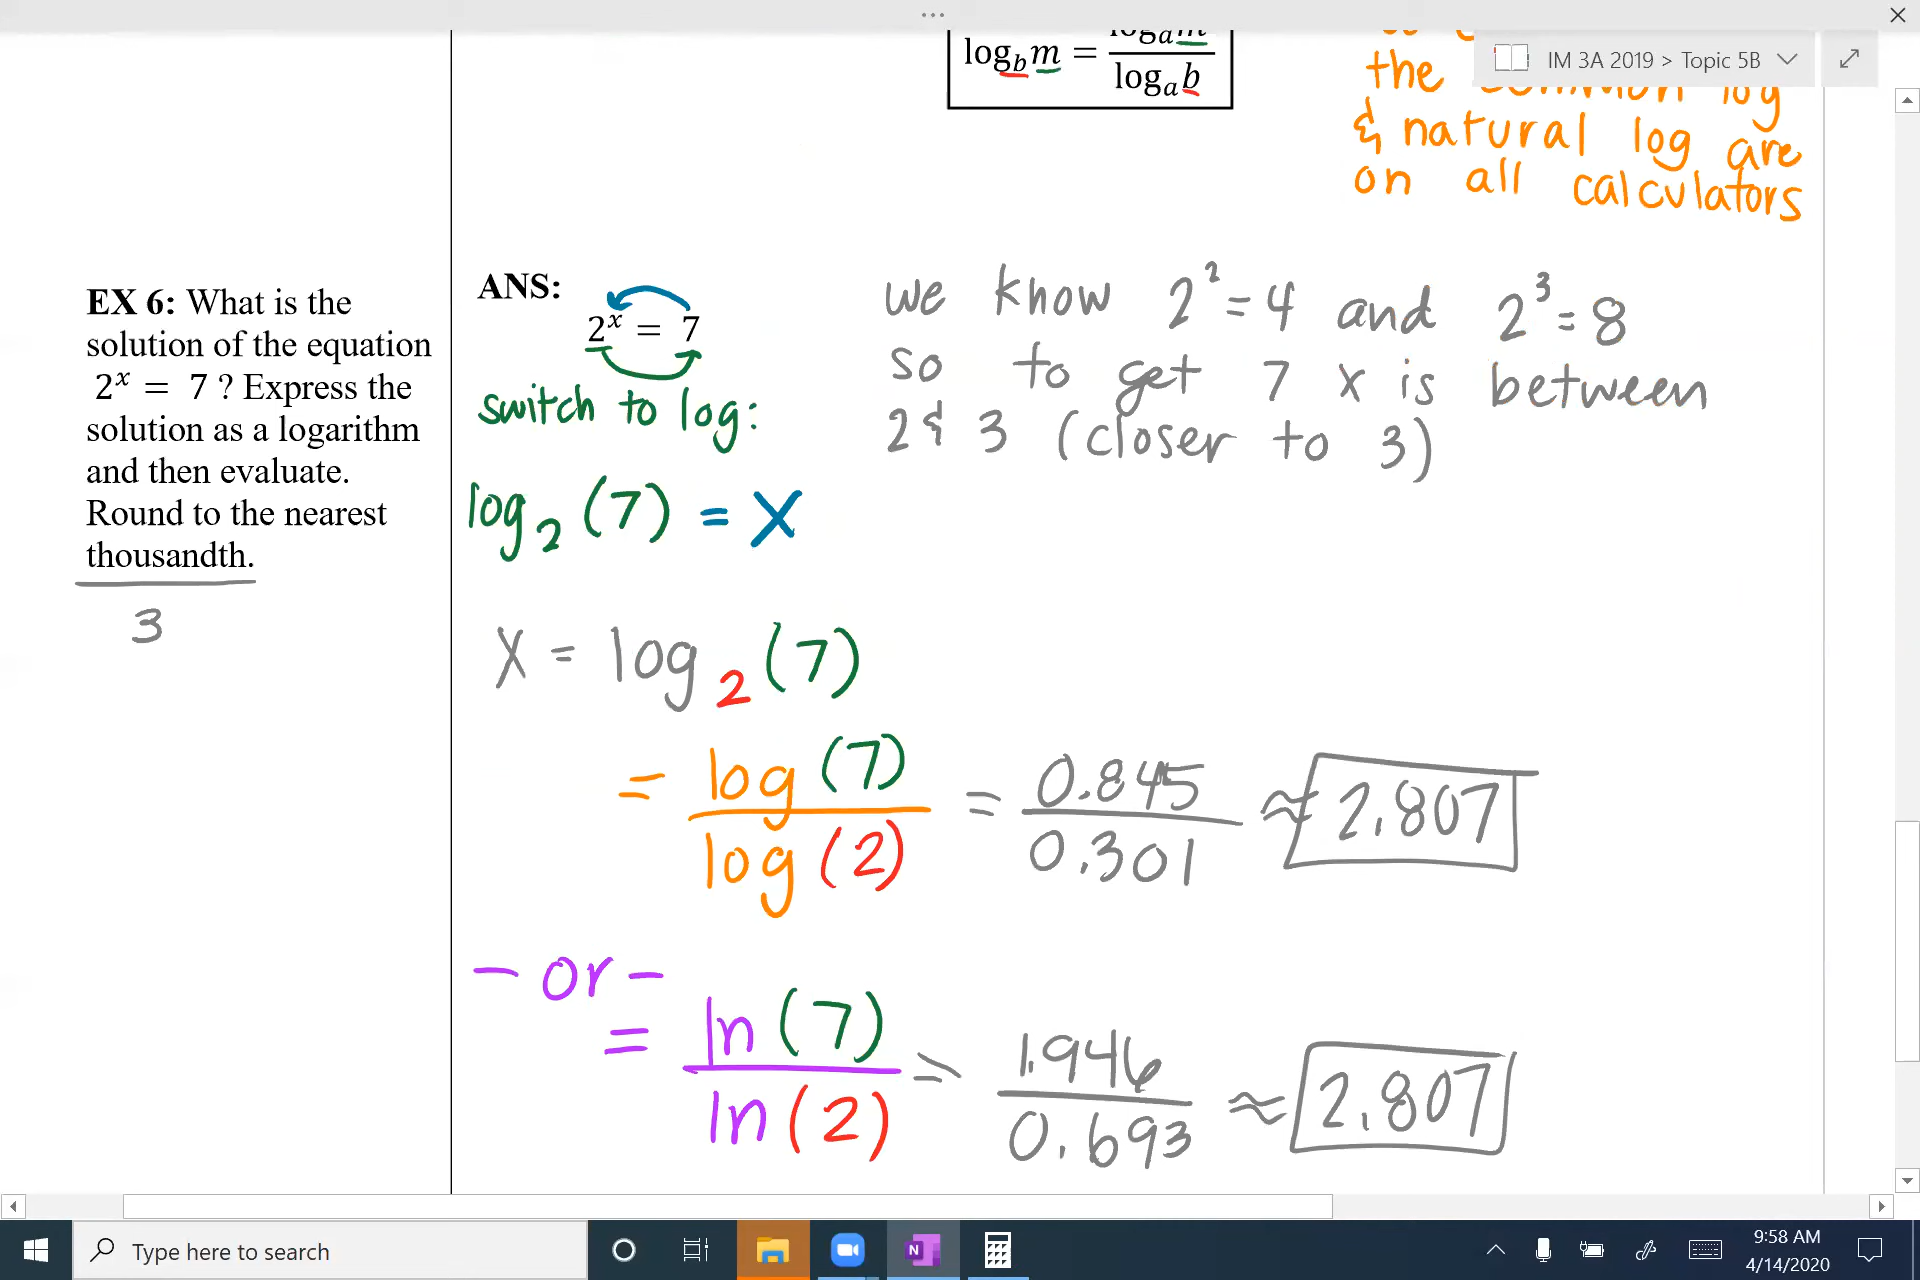 IM 3A 2019 > Topic 5B
log_b m = log_a m / log_a b
the common log
& natural log are
on all calculators
EX 6: What is the
solution of the equation
2^x = 7 ? Express the
solution as a logarithm
and then evaluate.
Round to the nearest
thousandth.
3
ANS:
2^x = 7
switch to log:
log_2 (7) = x
we know 2^2 = 4 and 2^3 = 8
so to get 7 x is between
2 & 3 (closer to 3)
x = log_2 (7)
= log (7) / log (2) = 0.845 / 0.301 ≈ 2.807
- or -
= ln (7) / ln (2) = 1.946 / 0.693 ≈ 2.807
Type here to search
N
9:58 AM
4/14/2020